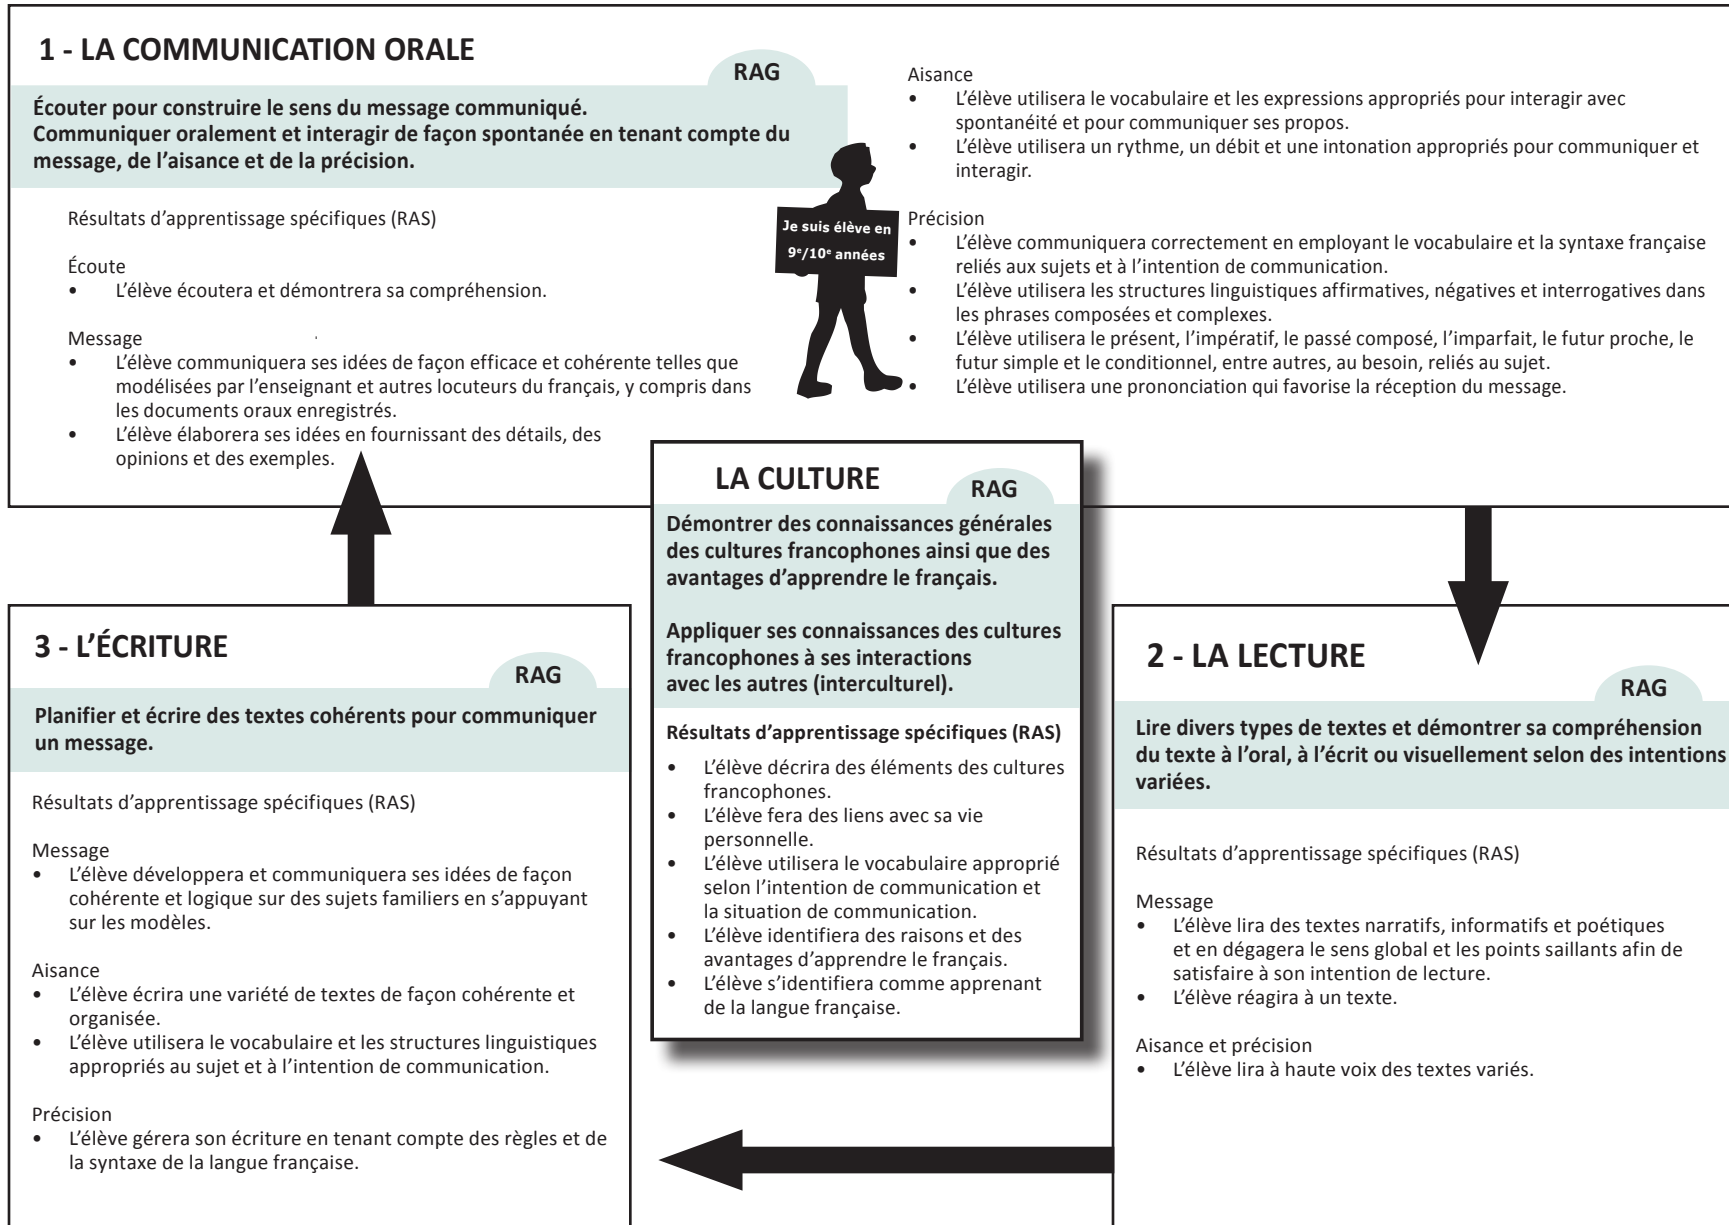 1 - LA COMMUNICATION ORALE
RAG
Écouter pour construire le sens du message communiqué.
Communiquer oralement et interagir de façon spontanée en tenant compte du
message, de l’aisance et de la précision.
Résultats d’apprentissage spécifiques (RAS)
Écoute
• L’élève écoutera et démontrera sa compréhension.
Message
• L’élève communiquera ses idées de façon efficace et cohérente telles que
modélisées par l’enseignant et autres locuteurs du français, y compris dans
les documents oraux enregistrés.
• L’élève élaborera ses idées en fournissant des détails, des
opinions et des exemples.
Je suis élève en
9e/10e années
Aisance
• L’élève utilisera le vocabulaire et les expressions appropriés pour interagir avec
spontanéité et pour communiquer ses propos.
• L’élève utilisera un rythme, un débit et une intonation appropriés pour communiquer et
interagir.
Précision
• L’élève communiquera correctement en employant le vocabulaire et la syntaxe française
reliés aux sujets et à l’intention de communication.
• L’élève utilisera les structures linguistiques affirmatives, négatives et interrogatives dans
les phrases composées et complexes.
• L’élève utilisera le présent, l’impératif, le passé composé, l’imparfait, le futur proche, le
futur simple et le conditionnel, entre autres, au besoin, reliés au sujet.
• L’élève utilisera une prononciation qui favorise la réception du message.
LA CULTURE
RAG
Démontrer des connaissances générales
des cultures francophones ainsi que des
avantages d’apprendre le français.
Appliquer ses connaissances des cultures
francophones à ses interactions
avec les autres (interculturel).
Résultats d’apprentissage spécifiques (RAS)
• L’élève décrira des éléments des cultures
francophones.
• L’élève fera des liens avec sa vie
personnelle.
• L’élève utilisera le vocabulaire approprié
selon l’intention de communication et
la situation de communication.
• L’élève identifiera des raisons et des
avantages d’apprendre le français.
• L’élève s’identifiera comme apprenant
de la langue française.
2 - LA LECTURE
RAG
Lire divers types de textes et démontrer sa compréhension
du texte à l’oral, à l’écrit ou visuellement selon des intentions
variées.
Résultats d’apprentissage spécifiques (RAS)
Message
• L’élève lira des textes narratifs, informatifs et poétiques
et en dégagera le sens global et les points saillants afin de
satisfaire à son intention de lecture.
• L’élève réagira à un texte.
Aisance et précision
• L’élève lira à haute voix des textes variés.
3 - L’ÉCRITURE
RAG
Planifier et écrire des textes cohérents pour communiquer
un message.
Résultats d’apprentissage spécifiques (RAS)
Message
• L’élève développera et communiquera ses idées de façon
cohérente et logique sur des sujets familiers en s’appuyant
sur les modèles.
Aisance
• L’élève écrira une variété de textes de façon cohérente et
organisée.
• L’élève utilisera le vocabulaire et les structures linguistiques
appropriés au sujet et à l’intention de communication.
Précision
• L’élève gérera son écriture en tenant compte des règles et de
la syntaxe de la langue française.